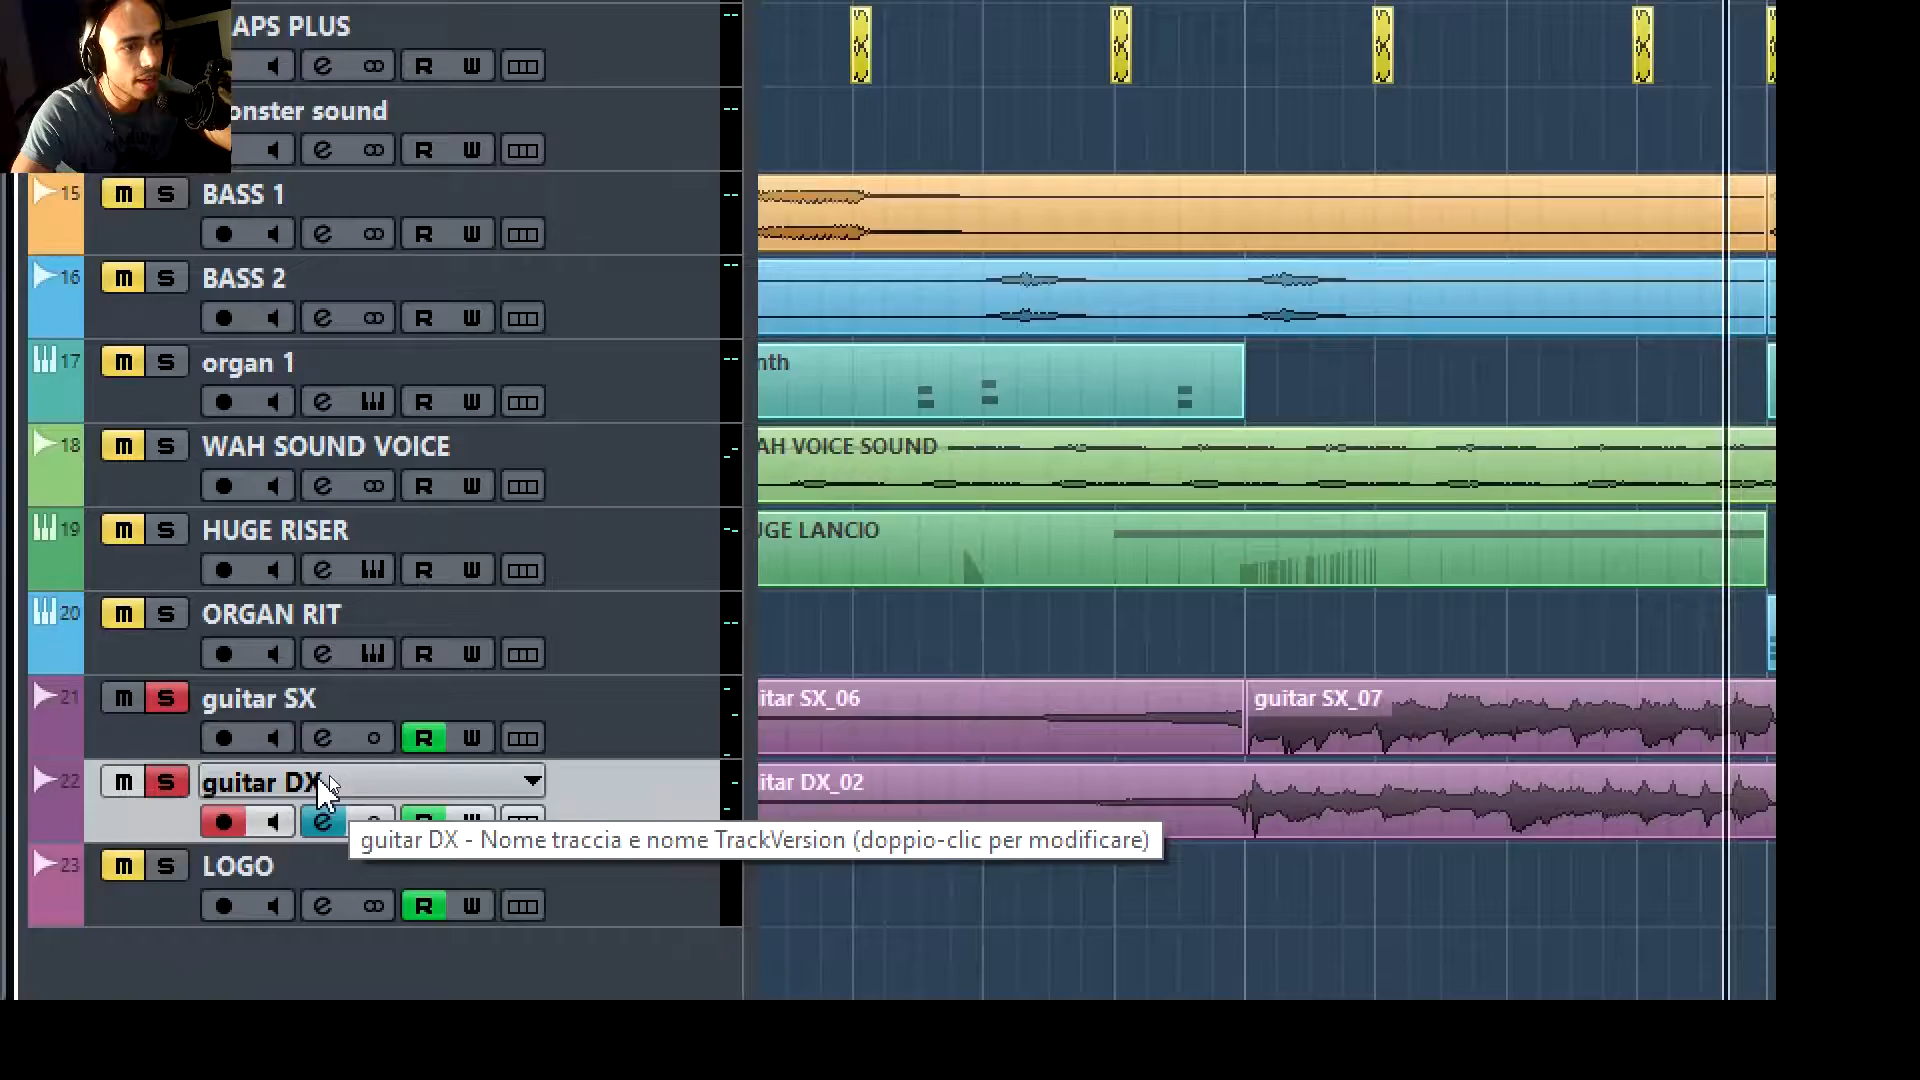 APS PLUS
R W
onster sound
R W
15 m S BASS 1
R W
16 m S BASS 2
R W
17 m S organ 1
nth
R W
18 m S WAH SOUND VOICE
AH VOICE SOUND
R W
19 m S HUGE RISER
UGE LANCIO
R W
20 m S ORGAN RIT
R W
21 m S guitar SX
itar SX_06
guitar SX_07
R W
22 m S guitar DX
itar DX_02
guitar DX - Nome traccia e nome TrackVersion (doppio-clic per modificare)
23 m S LOGO
R W